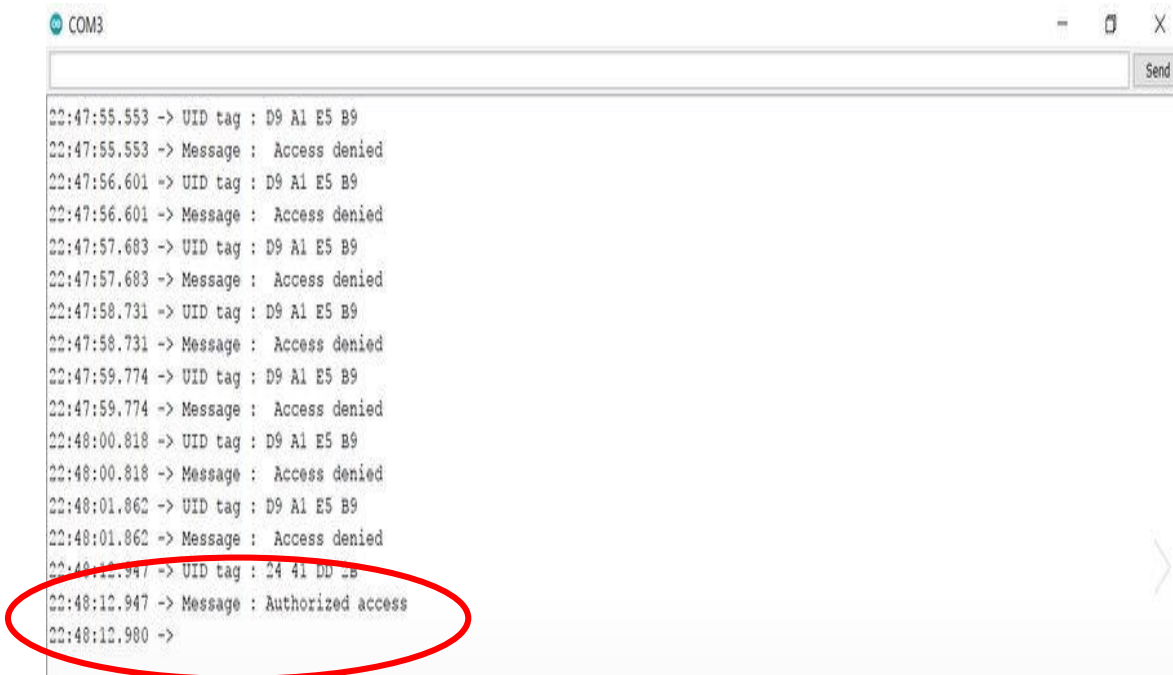 COM3
Send
22:47:55.553 -> UID tag : D9 A1 E5 B9
22:47:55.553 -> Message :  Access denied
22:47:56.601 -> UID tag : D9 A1 E5 B9
22:47:56.601 -> Message :  Access denied
22:47:57.683 -> UID tag : D9 A1 E5 B9
22:47:57.683 -> Message :  Access denied
22:47:58.731 -> UID tag : D9 A1 E5 B9
22:47:58.731 -> Message :  Access denied
22:47:59.774 -> UID tag : D9 A1 E5 B9
22:47:59.774 -> Message :  Access denied
22:48:00.818 -> UID tag : D9 A1 E5 B9
22:48:00.818 -> Message :  Access denied
22:48:01.862 -> UID tag : D9 A1 E5 B9
22:48:01.862 -> Message :  Access denied
22:48:12.947 -> UID tag : 24 41 DD
22:48:12.947 -> Message : Authorized access
22:48:12.980 ->